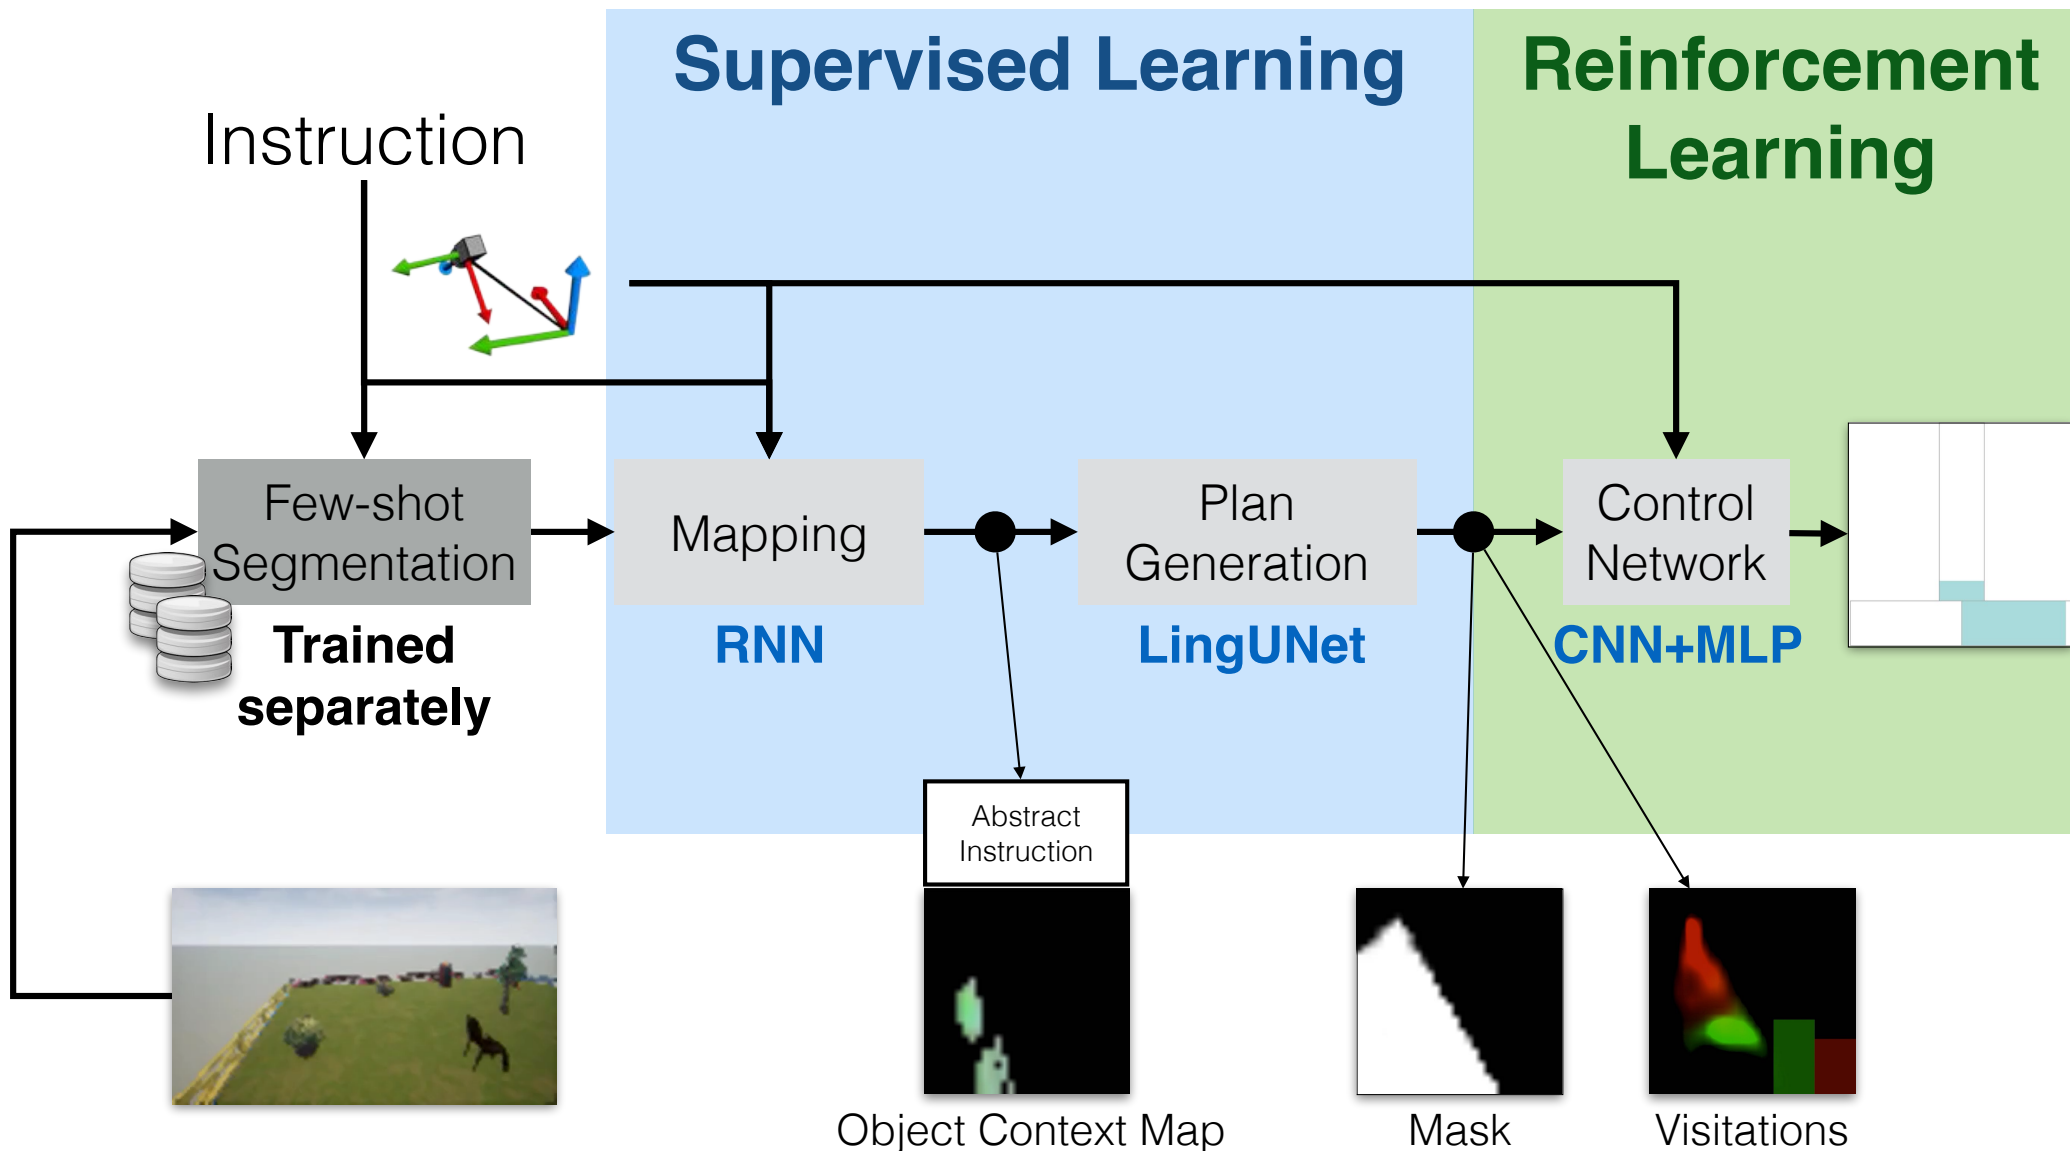 Supervised Learning
Reinforcement
Learning
Instruction
Few-shot
Segmentation
Trained
separately
Mapping
RNN
Plan
Generation
LingUNet
Control
Network
CNN+MLP
Abstract
Instruction
Object Context Map
Mask
Visitations